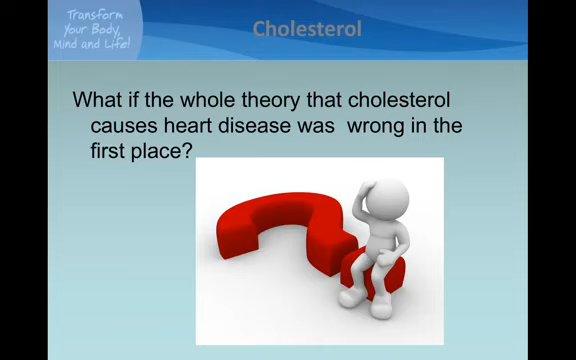 Transform
Your Body,
Mind and Life!
Cholesterol
What if the whole theory that cholesterol
causes heart disease was  wrong in the
first place?